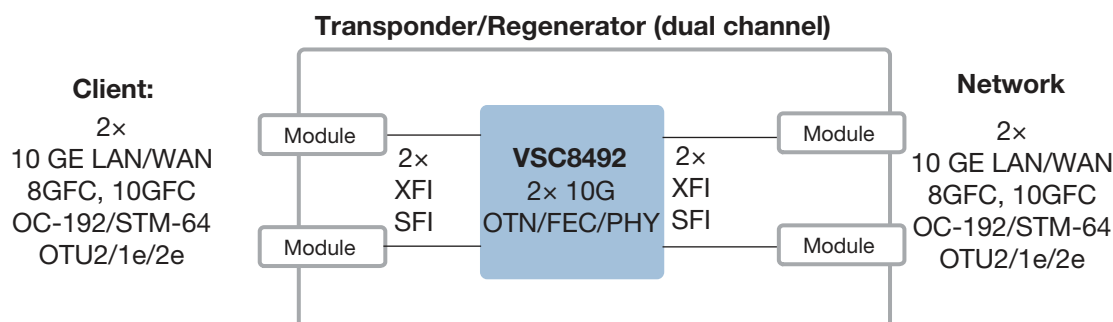 Transponder/Regenerator (dual channel)
Client:
2×
10 GE LAN/WAN
8GFC, 10GFC
OC-192/STM-64
OTU2/1e/2e
Module
Module
2×
XFI
SFI
VSC8492
2× 10G
OTN/FEC/PHY
2×
XFI
SFI
Module
Module
Network
2×
10 GE LAN/WAN
8GFC, 10GFC
OC-192/STM-64
OTU2/1e/2e